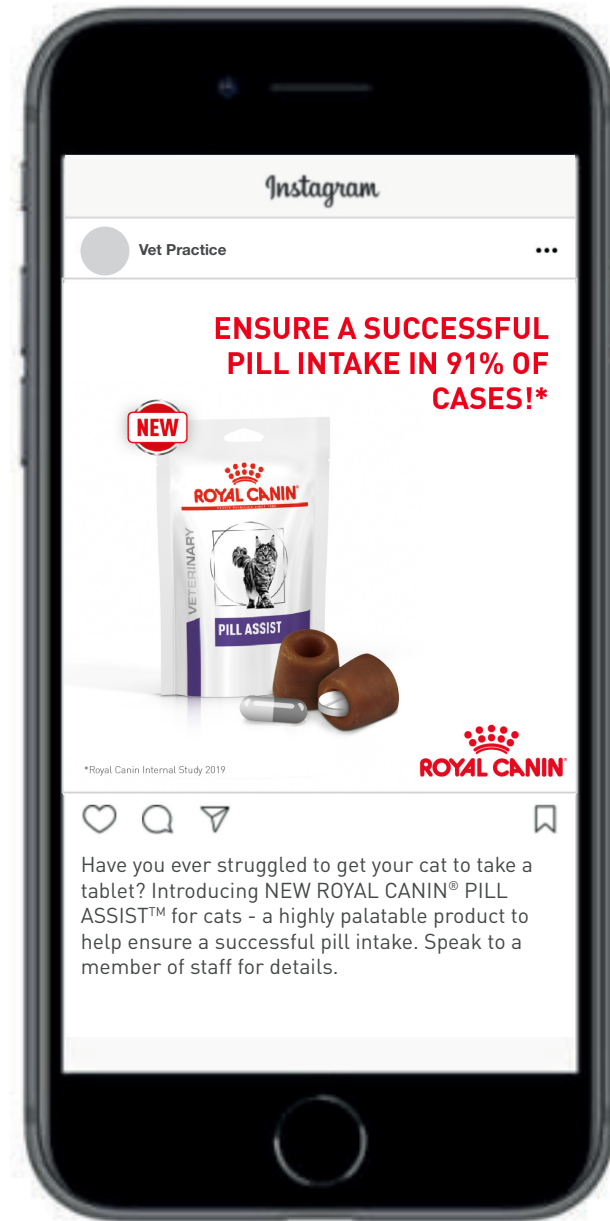 Instagram
Vet Practice
ENSURE A SUCCESSFUL
PILL INTAKE IN 91% OF
CASES!*
NEW
ROYAL CANIN®
VETERINARY
PILL ASSIST
*Royal Canin Internal Study 2019
ROYAL CANIN®
Have you ever struggled to get your cat to take a
tablet? Introducing NEW ROYAL CANIN® PILL
ASSIST™ for cats - a highly palatable product to
help ensure a successful pill intake. Speak to a
member of staff for details.